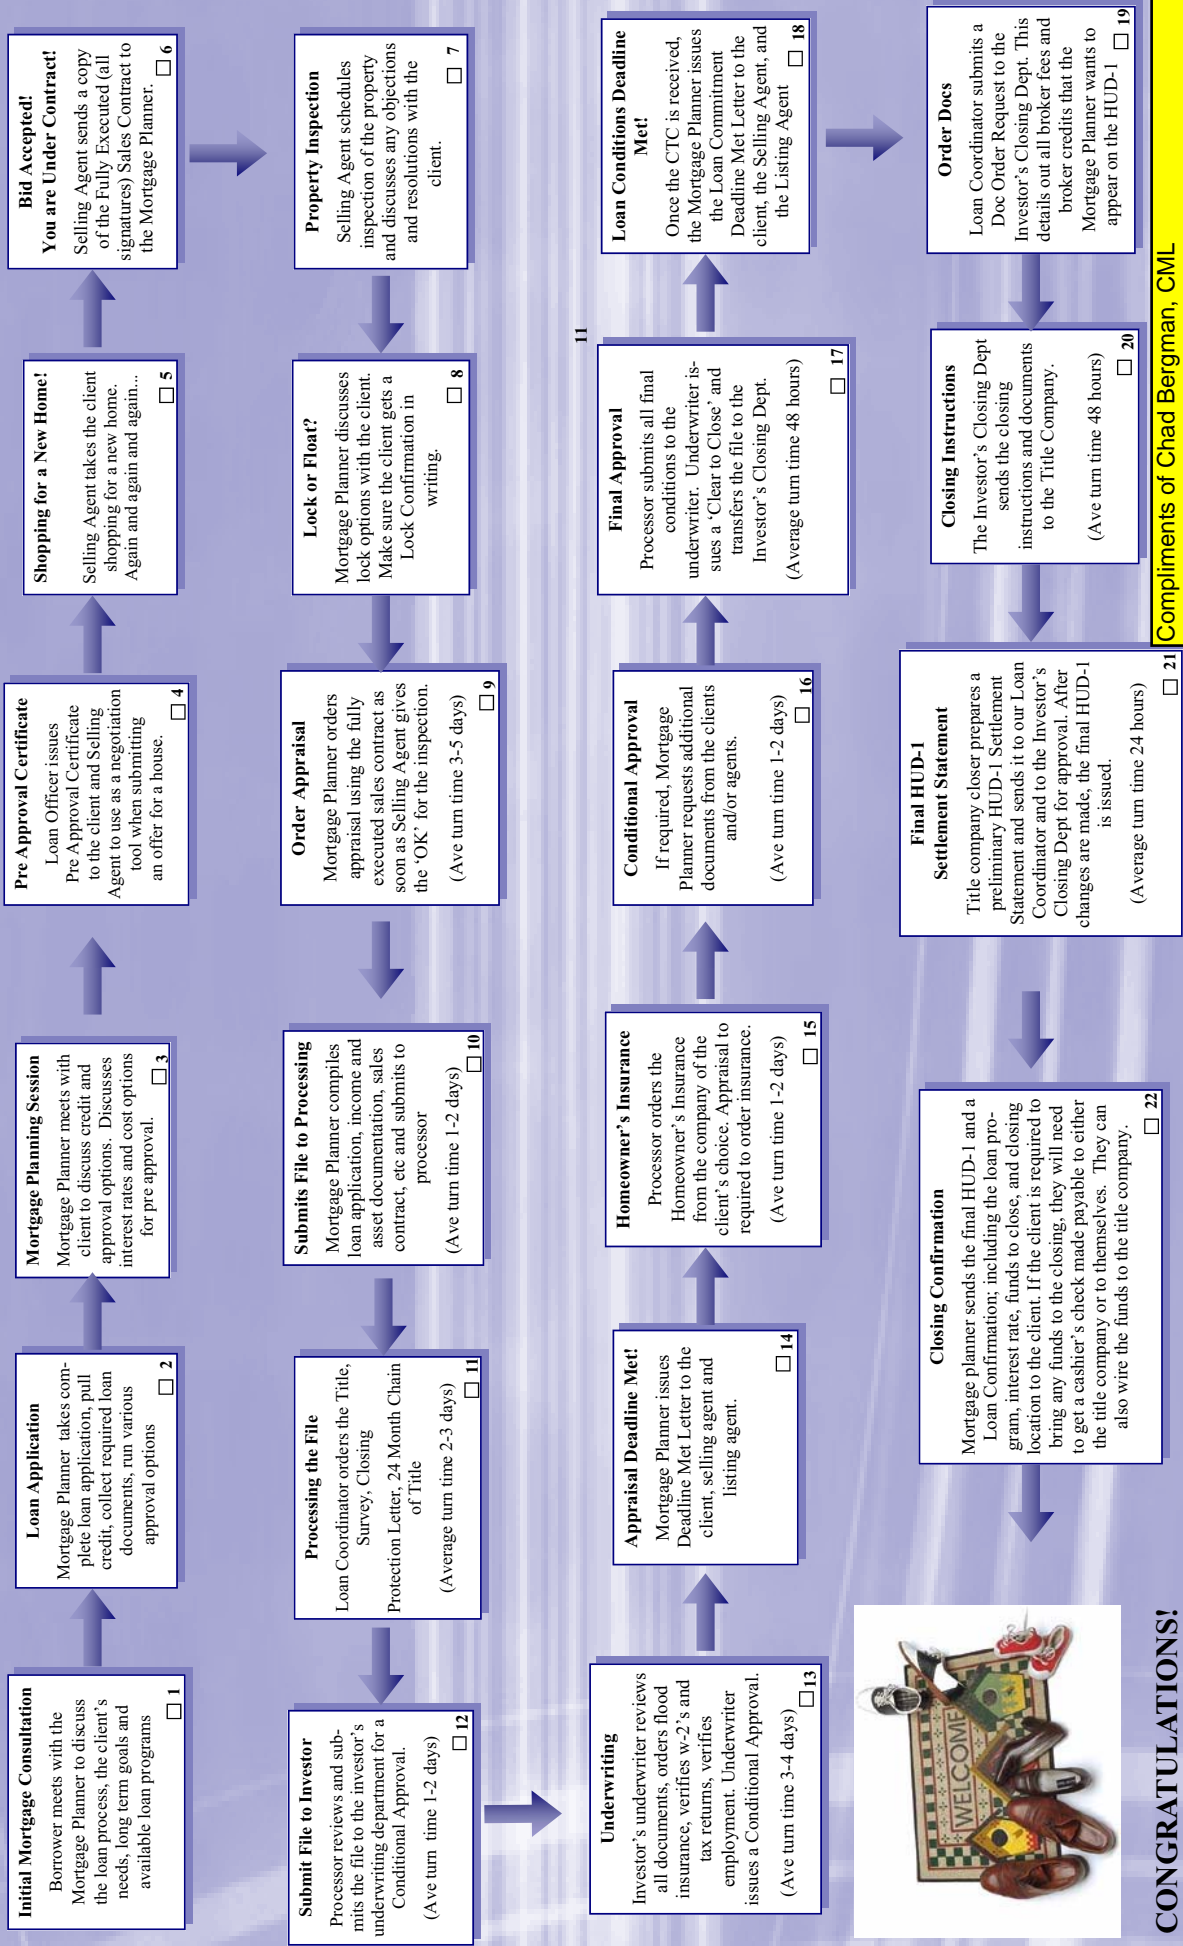 Initial Mortgage Consultation
Borrower meets with the
Mortgage Planner to discuss
the loan process, the client's
needs, long term goals and
available loan programs
☐ 1
Loan Application
Mortgage Planner takes com-
plete loan application, pull
credit, collect required loan
documents, run various
approval options
☐ 2
Mortgage Planning Session
Mortgage Planner meets with
client to discuss credit and
approval options. Discusses
interest rates and cost options
for pre approval.
☐ 3
Pre Approval Certificate
Loan Officer issues
Pre Approval Certificate
to the client and Selling
Agent to use as a negotiation
tool when submitting
an offer for a house.
☐ 4
Shopping for a New Home!
Selling Agent takes the client
shopping for a new home.
Again and again and again...
☐ 5
Bid Accepted!
You are Under Contract!
Selling Agent sends a copy
of the Fully Executed (all
signatures) Sales Contract to
the Mortgage Planner.
☐ 6
Property Inspection
Selling Agent schedules
inspection of the property
and discusses any objections
and resolutions with the
client.
☐ 7
Lock or Float?
Mortgage Planner discusses
lock options with the client.
Make sure the client gets a
Lock Confirmation in
writing.
☐ 8
Order Appraisal
Mortgage Planner orders
appraisal using the fully
executed sales contract as
soon as Selling Agent gives
the ‘OK’ for the inspection.
(Ave turn time 3-5 days)
☐ 9
Submits File to Processing
Mortgage Planner compiles
loan application, income and
asset documentation, sales
contract, etc and submits to
processor
(Ave turn time 1-2 days)
☐ 10
Processing the File
Loan Coordinator orders the Title,
Survey, Closing
Protection Letter, 24 Month Chain
of Title
(Average turn time 2-3 days)
☐ 11
Submit File to Investor
Processor reviews and sub-
mits the file to the investor's
underwriting department for a
Conditional Approval.
(Ave turn time 1-2 days)
☐ 12
Underwriting
Investor's underwriter reviews
all documents, orders flood
insurance, verifies w-2's and
tax returns, verifies
employment. Underwriter
issues a Conditional Approval.
(Ave turn time 3-4 days)
☐ 13
Appraisal Deadline Met!
Mortgage Planner issues
Deadline Met Letter to the
client, selling agent and
listing agent.
☐ 14
Homeowner's Insurance
Processor orders the
Homeowner's Insurance
from the company of the
client's choice. Appraisal to
required to order insurance.
(Ave turn time 1-2 days)
☐ 15
Conditional Approval
If required, Mortgage
Planner requests additional
documents from the clients
and/or agents.
(Ave turn time 1-2 days)
☐ 16
11
Final Approval
Processor submits all final
conditions to the
underwriter. Underwriter is-
sues a ‘Clear to Close’ and
transfers the file to the
Investor's Closing Dept.
(Average turn time 48 hours)
☐ 17
Loan Conditions Deadline
Met!
Once the CTC is received,
the Mortgage Planner issues
the Loan Commitment
Deadline Met Letter to the
client, the Selling Agent, and
the Listing Agent
☐ 18
Order Docs
Loan Coordinator submits a
Doc Order Request to the
Investor's Closing Dept. This
details out all broker fees and
broker credits that the
Mortgage Planner wants to
appear on the HUD-1
☐ 19
Closing Instructions
The Investor's Closing Dept
sends the closing
instructions and documents
to the Title Company.
(Ave turn time 48 hours)
☐ 20
Final HUD-1
Settlement Statement
Title company closer prepares a
preliminary HUD-1 Settlement
Statement and sends it to our Loan
Coordinator and to the Investor's
Closing Dept for approval. After
changes are made, the final HUD-1
is issued.
(Average turn time 24 hours)
☐ 21
Closing Confirmation
Mortgage planner sends the final HUD-1 and a
Loan Confirmation; including the loan pro-
gram, interest rate, funds to close, and closing
location to the client. If the client is required to
bring any funds to the closing, they will need
to get a cashier's check made payable to either
the title company or to themselves. They can
also wire the funds to the title company.
☐ 22
WELCOME
CONGRATULATIONS!
Compliments of Chad Bergman, CML